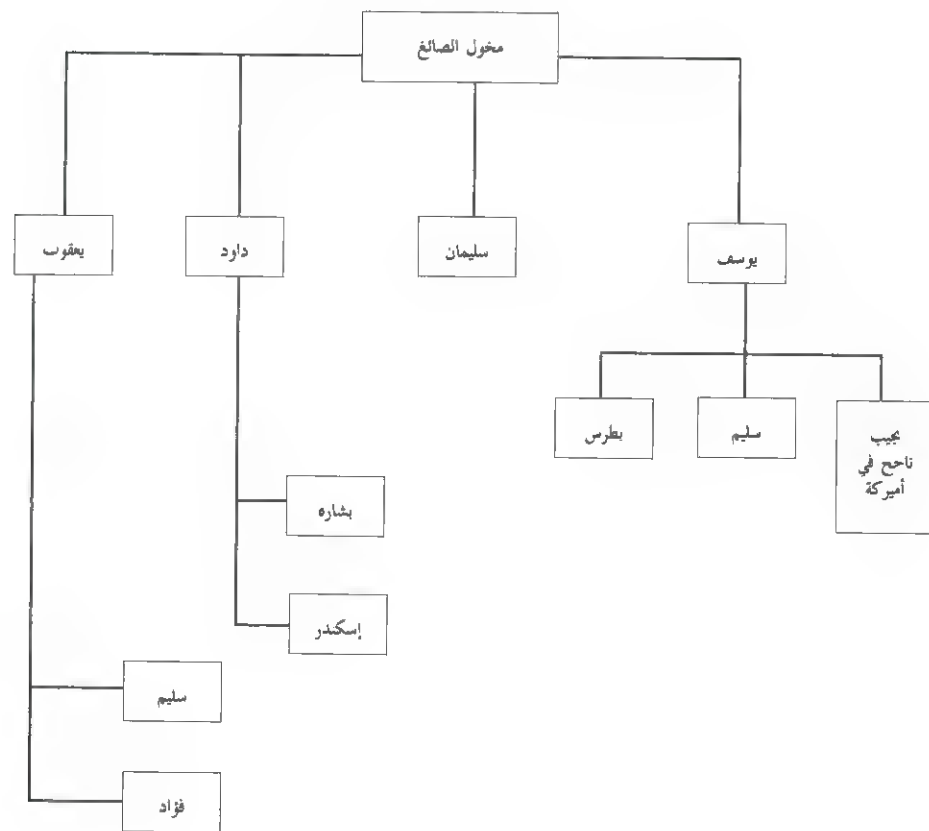 مخول الصائغ
يوسف
سليمان
داود
يعقوب
نجيب
ناجح في
أميركة
سليم
بطرس
بشاره
إسكندر
سليم
فؤاد